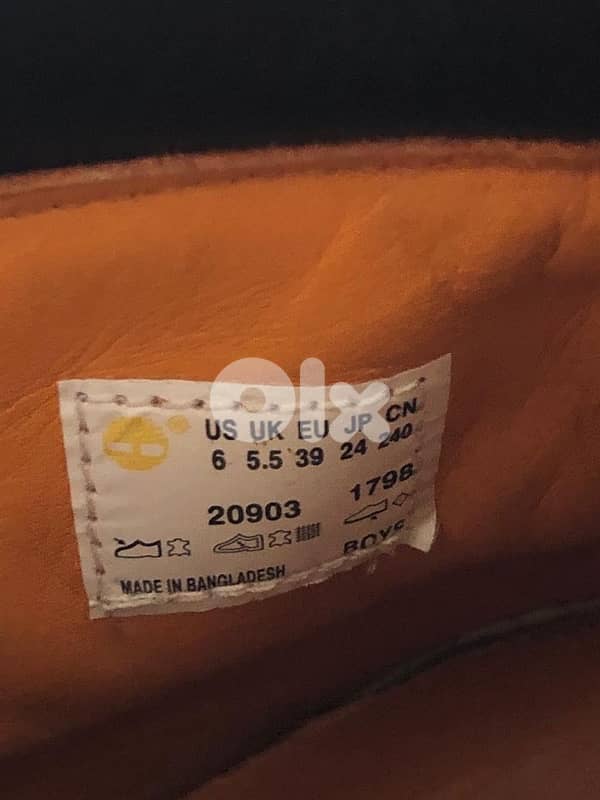 US UK EU JP CN
6 5.5 39 24 240
20903 1798
BOYS
MADE IN BANGLADESH
olx